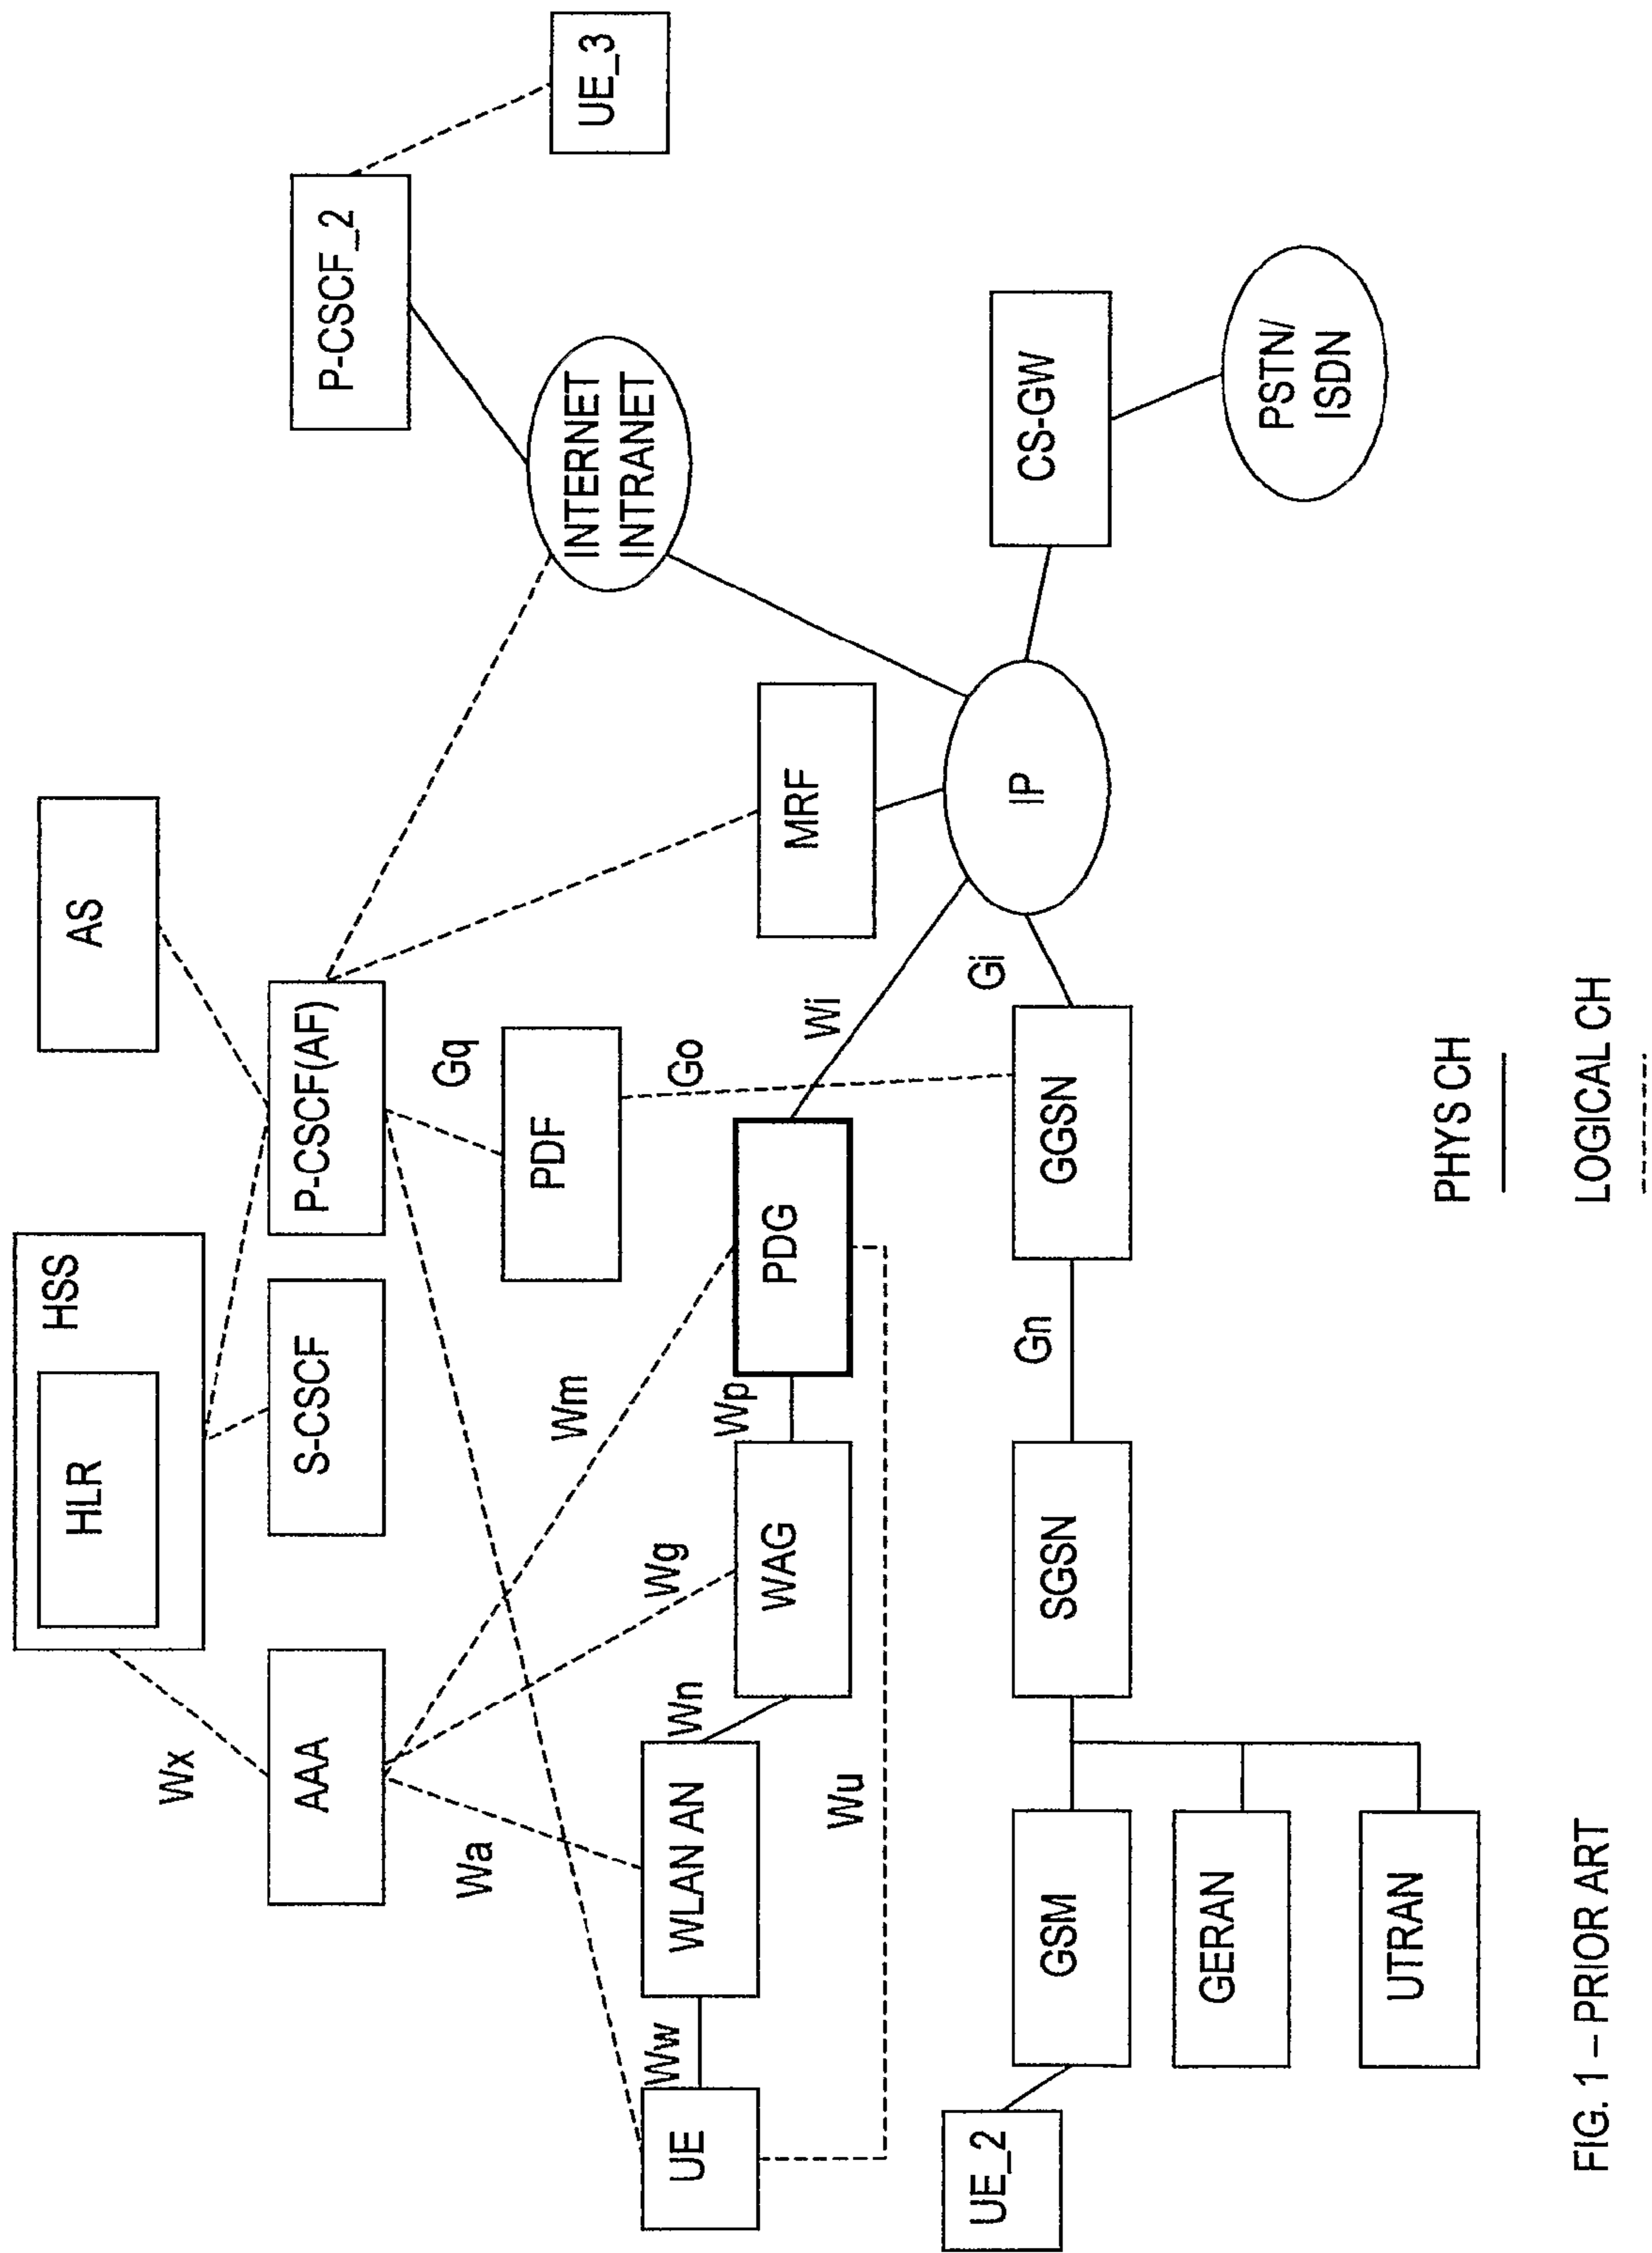 HSS
HLR
AS
Wx
AAA
S-CSCF
P-CSCF(AF)
P-CSCF_2
Wa
Gq
Wm
PDF
UE_3
INTERNET
INTRANET
Ww
Wn
Wg
Go
UE
WLAN AN
WAG
Wp
PDG
Wi
MRF
Wu
Gi
UE_2
GSM
SGSN
Gn
GGSN
IP
CS-GW
GERAN
PSTN/
ISDN
UTRAN
PHYS CH
LOGICAL CH
FIG. 1 – PRIOR ART